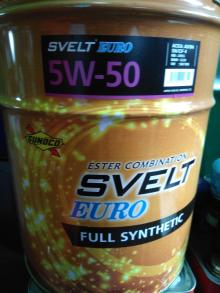 SVELT EURO
5W-50
SUNOCO
ESTER COMBINATION
SVELT
EURO
FULL SYNTHETIC